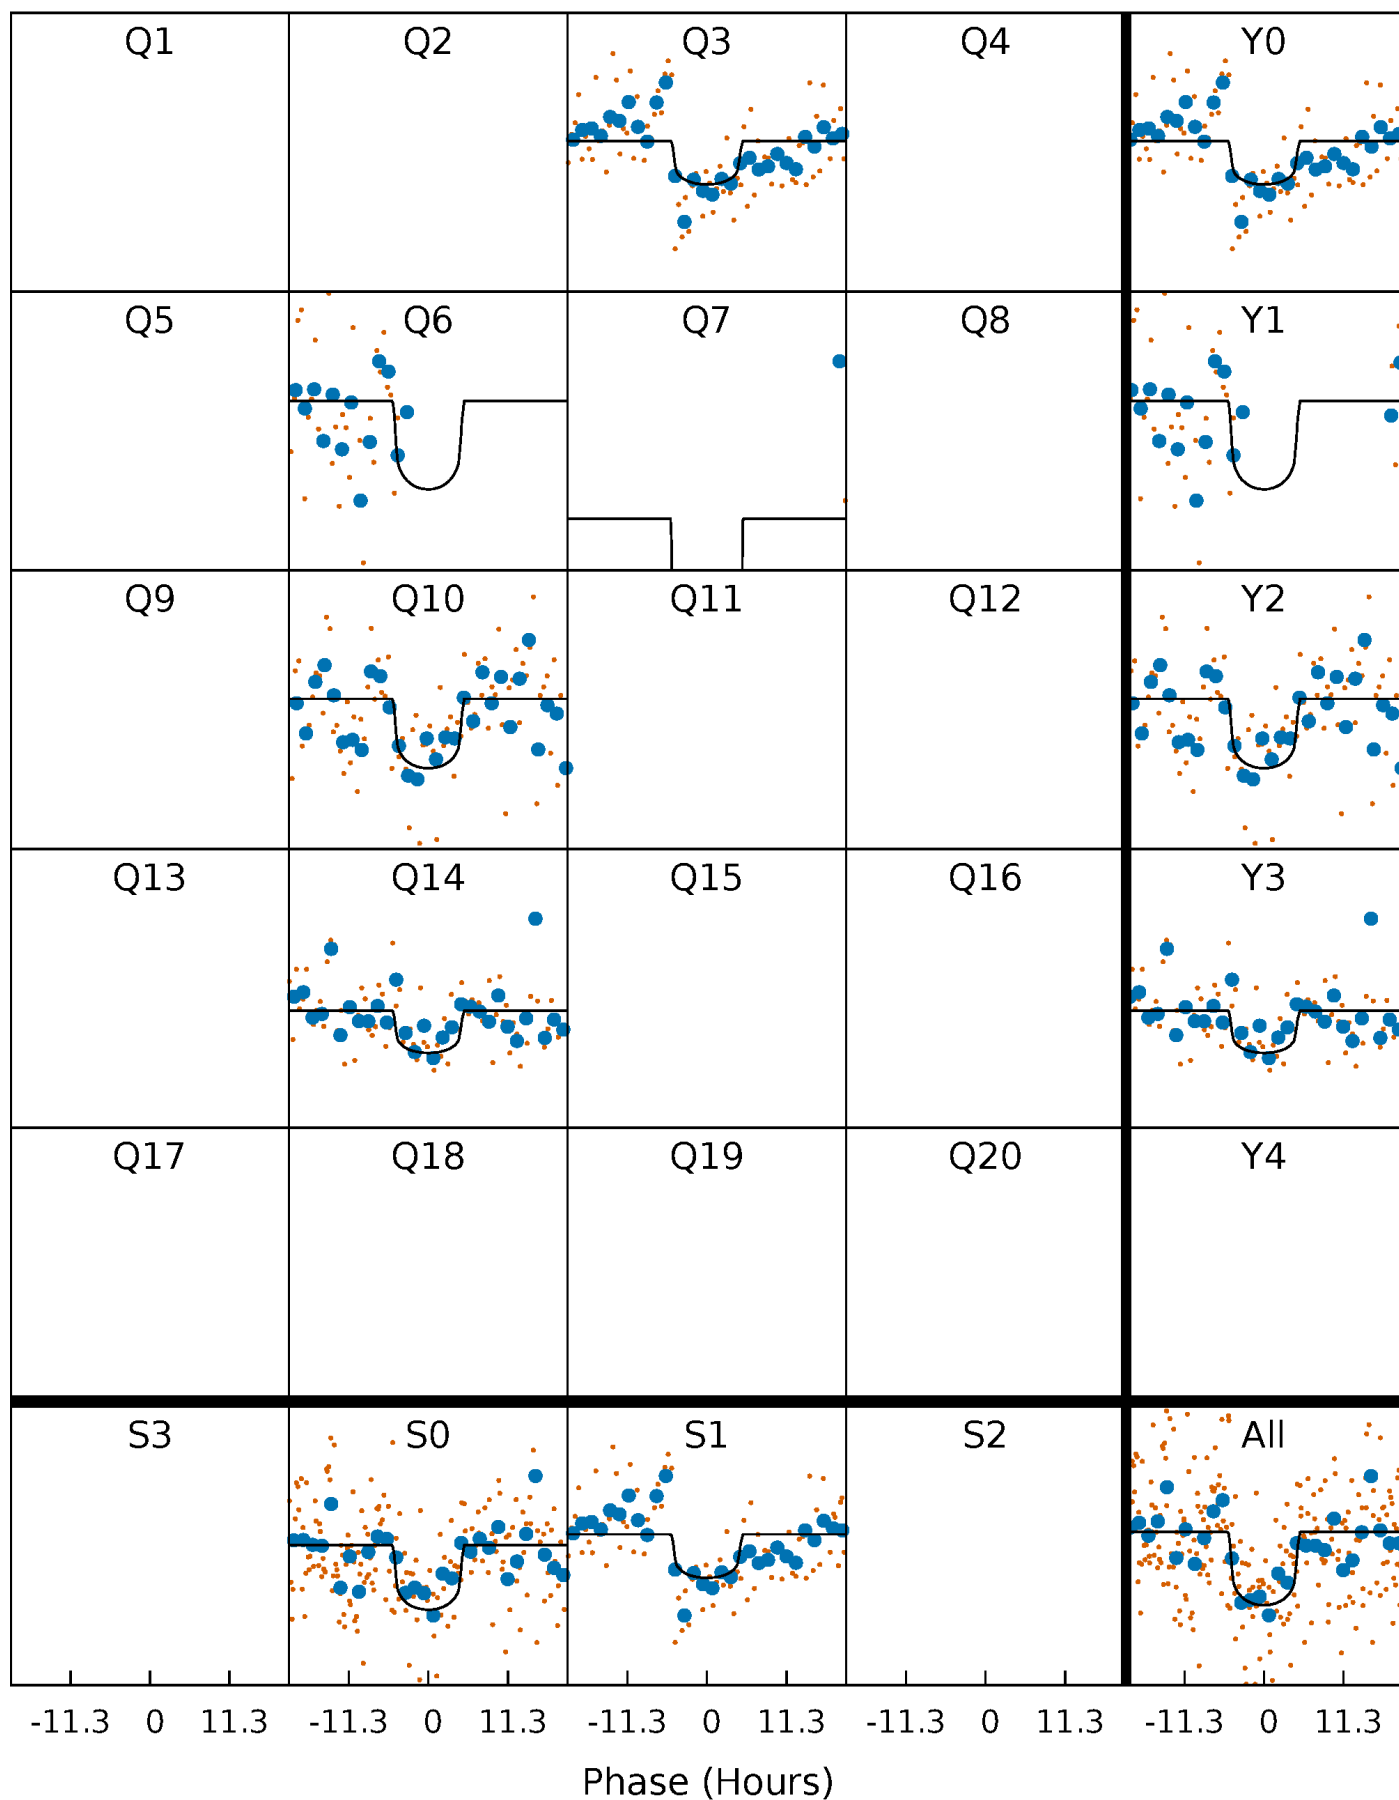 Q1 Q2 Q3 Q4 Y0
Q5 Q6 Q7 Q8 Y1
Q9 Q10 Q11 Q12 Y2
Q13 Q14 Q15 Q16 Y3
Q17 Q18 Q19 Q20 Y4
S3 S0 S1 S2 All
-11.3 0 11.3 -11.3 0 11.3 -11.3 0 11.3 -11.3 0 11.3 -11.3 0 11.3
Phase (Hours)